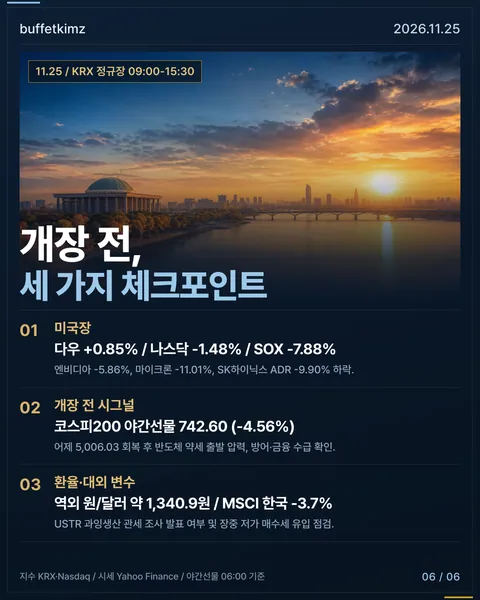 buffetkimz
2026.11.25
11.25 / KRX 정규장 09:00-15:30
개장 전,
세 가지 체크포인트
01 미국장
다우 +0.85% / 나스닥 -1.48% / SOX -7.88%
엔비디아 -5.86%, 마이크론 -11.01%, SK하이닉스 ADR -9.90% 하락.
02 개장 전 시그널
코스피200 야간선물 742.60 (-4.56%)
어제 5,006.03 회복 후 반도체 약세 출발 압력, 방어·금융 수급 확인.
03 환율·대외 변수
역외 원/달러 약 1,340.9원 / MSCI 한국 -3.7%
USTR 과잉생산 관세 조사 발표 여부 및 장중 저가 매수세 유입 점검.
지수 KRX·Nasdaq / 시세 Yahoo Finance / 야간선물 06:00 기준
06 / 06